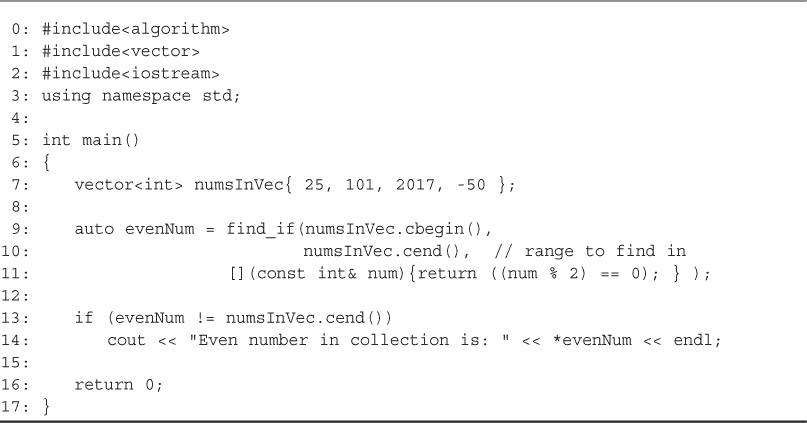 0: #include<algorithm>
1: #include<vector>
2: #include<iostream>
3: using namespace std;
4:
5: int main()
6: {
7:    vector<int> numsInVec{ 25, 101, 2017, -50 };
8:
9:    auto evenNum = find_if(numsInVec.cbegin(),
10:                          numsInVec.cend(),  // range to find in
11:                   [](const int& num){return ((num % 2) == 0); } );
12:
13:    if (evenNum != numsInVec.cend())
14:       cout << "Even number in collection is: " << *evenNum << endl;
15:
16:    return 0;
17: }